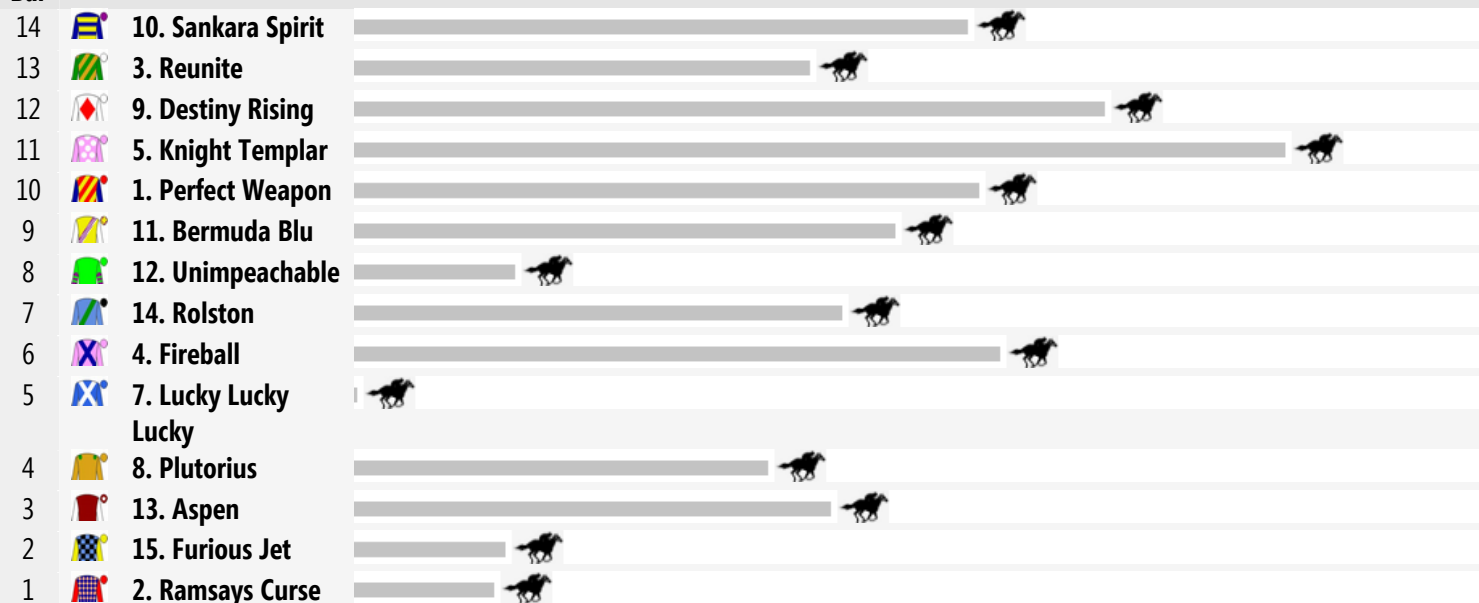 14 10. Sankara Spirit
13 3. Reunite
12 9. Destiny Rising
11 5. Knight Templar
10 1. Perfect Weapon
9 11. Bermuda Blu
8 12. Unimpeachable
7 14. Rolston
6 4. Fireball
5 7. Lucky Lucky
Lucky
4 8. Plutorius
3 13. Aspen
2 15. Furious Jet
1 2. Ramsays Curse